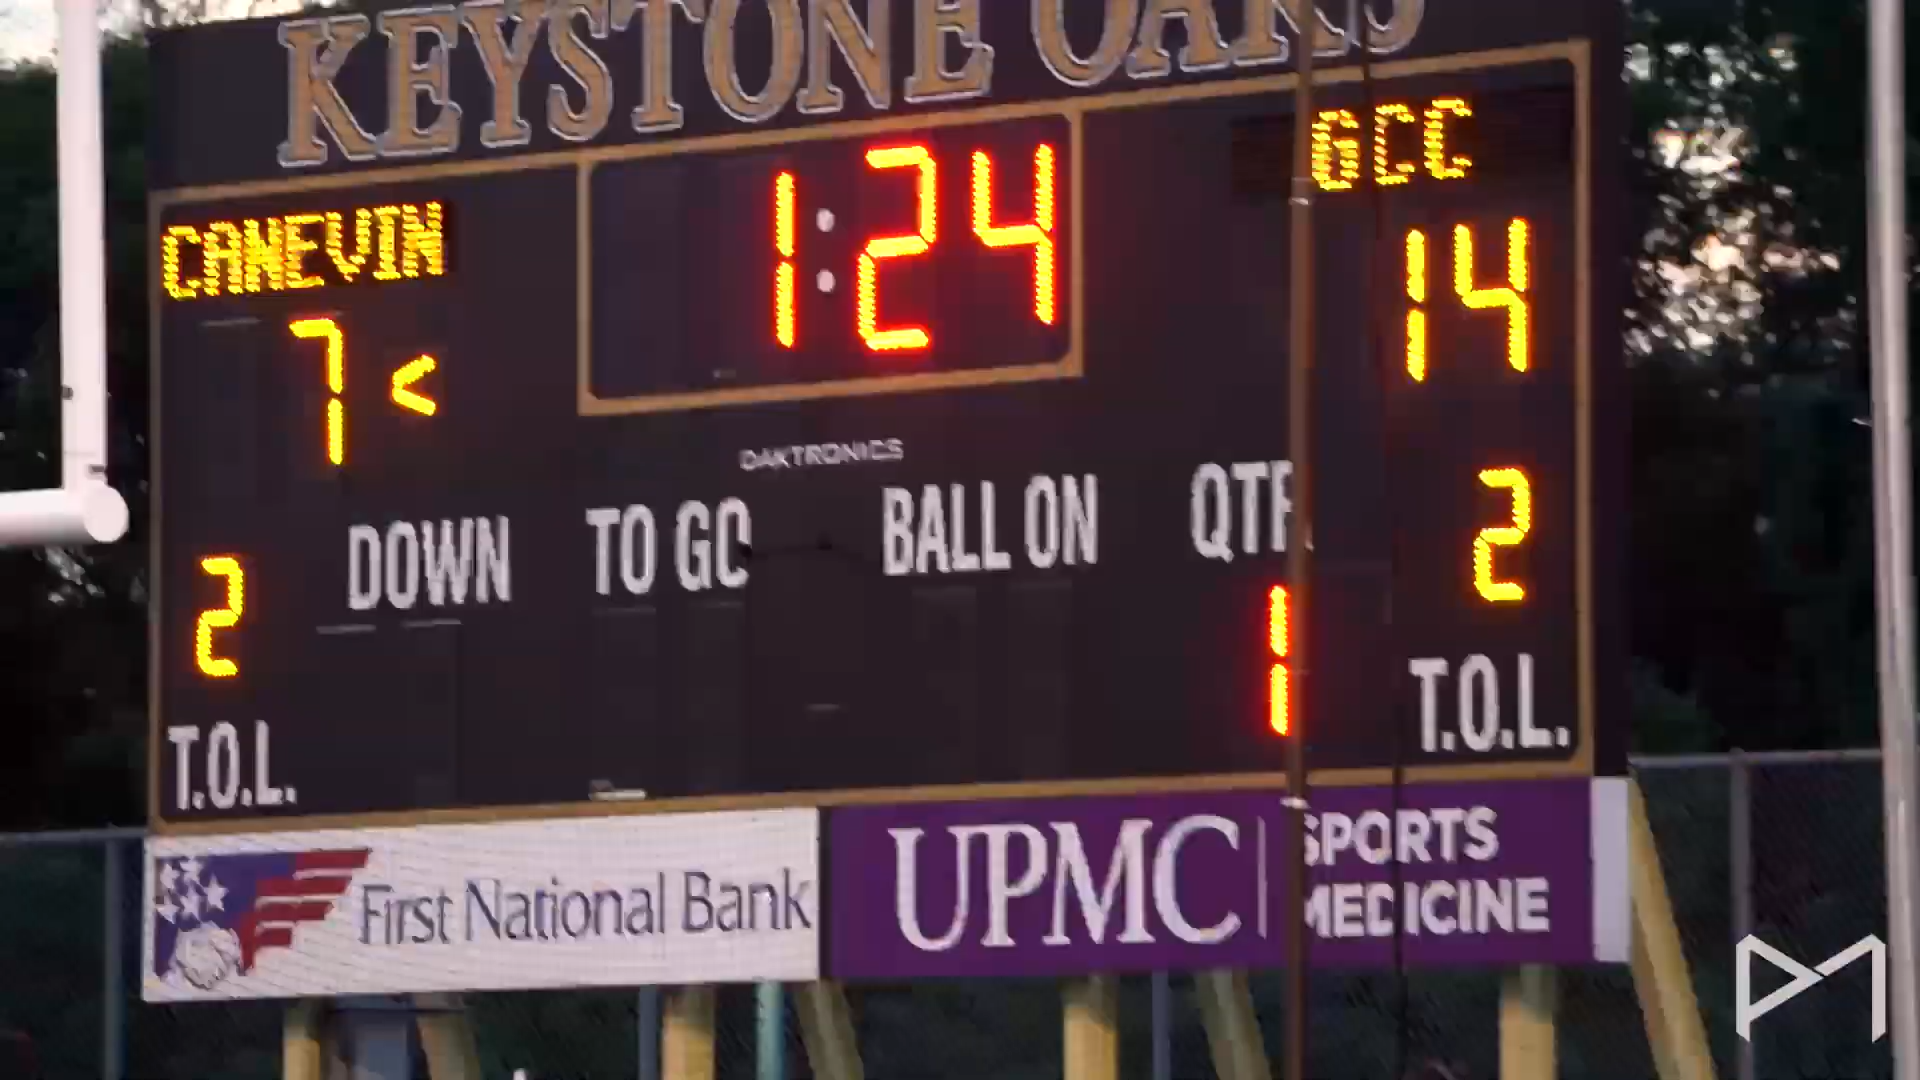 KEYSTONE OAKS
CANEVIN
1:24
GCC
7 <
14
DAKTRONICS
DOWN
TO GO
BALL ON
QTR
2
2
1
T.O.L.
T.O.L.
First National Bank
UPMC
SPORTS
MEDICINE